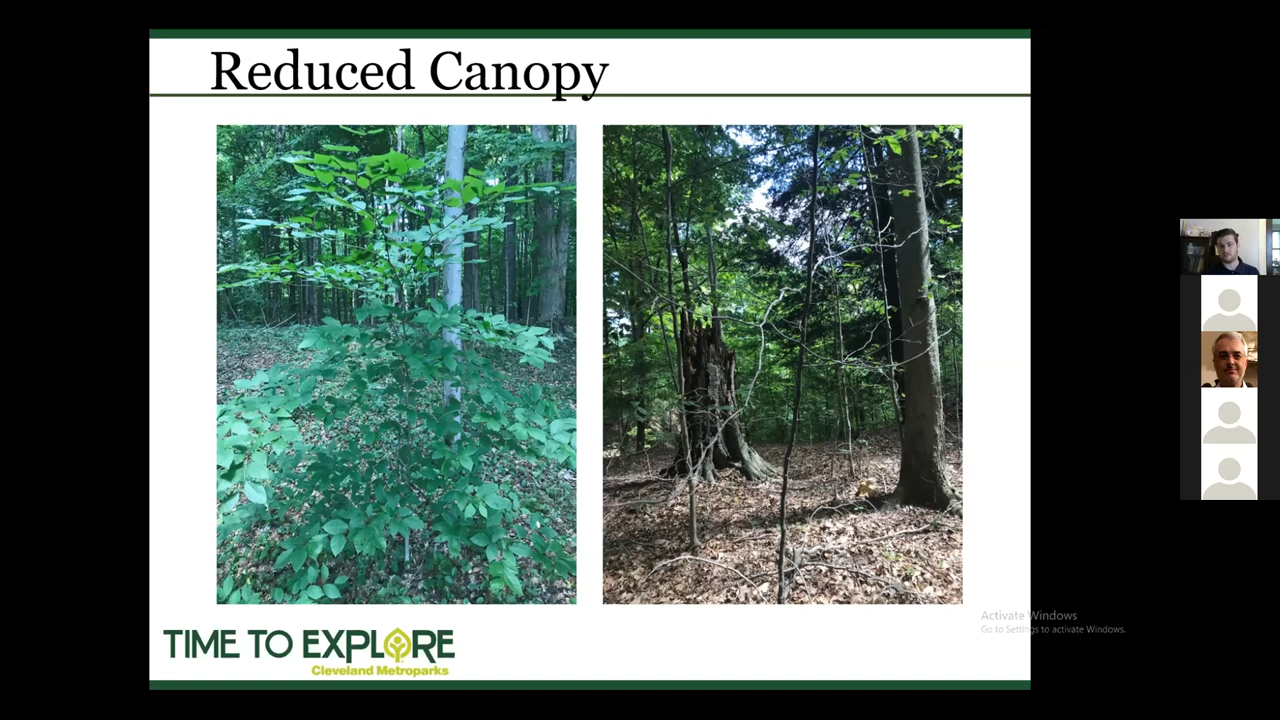 Reduced Canopy
TIME TO EXPLORE
Cleveland Metroparks
Activate Windows
Go to Settings to activate Windows.